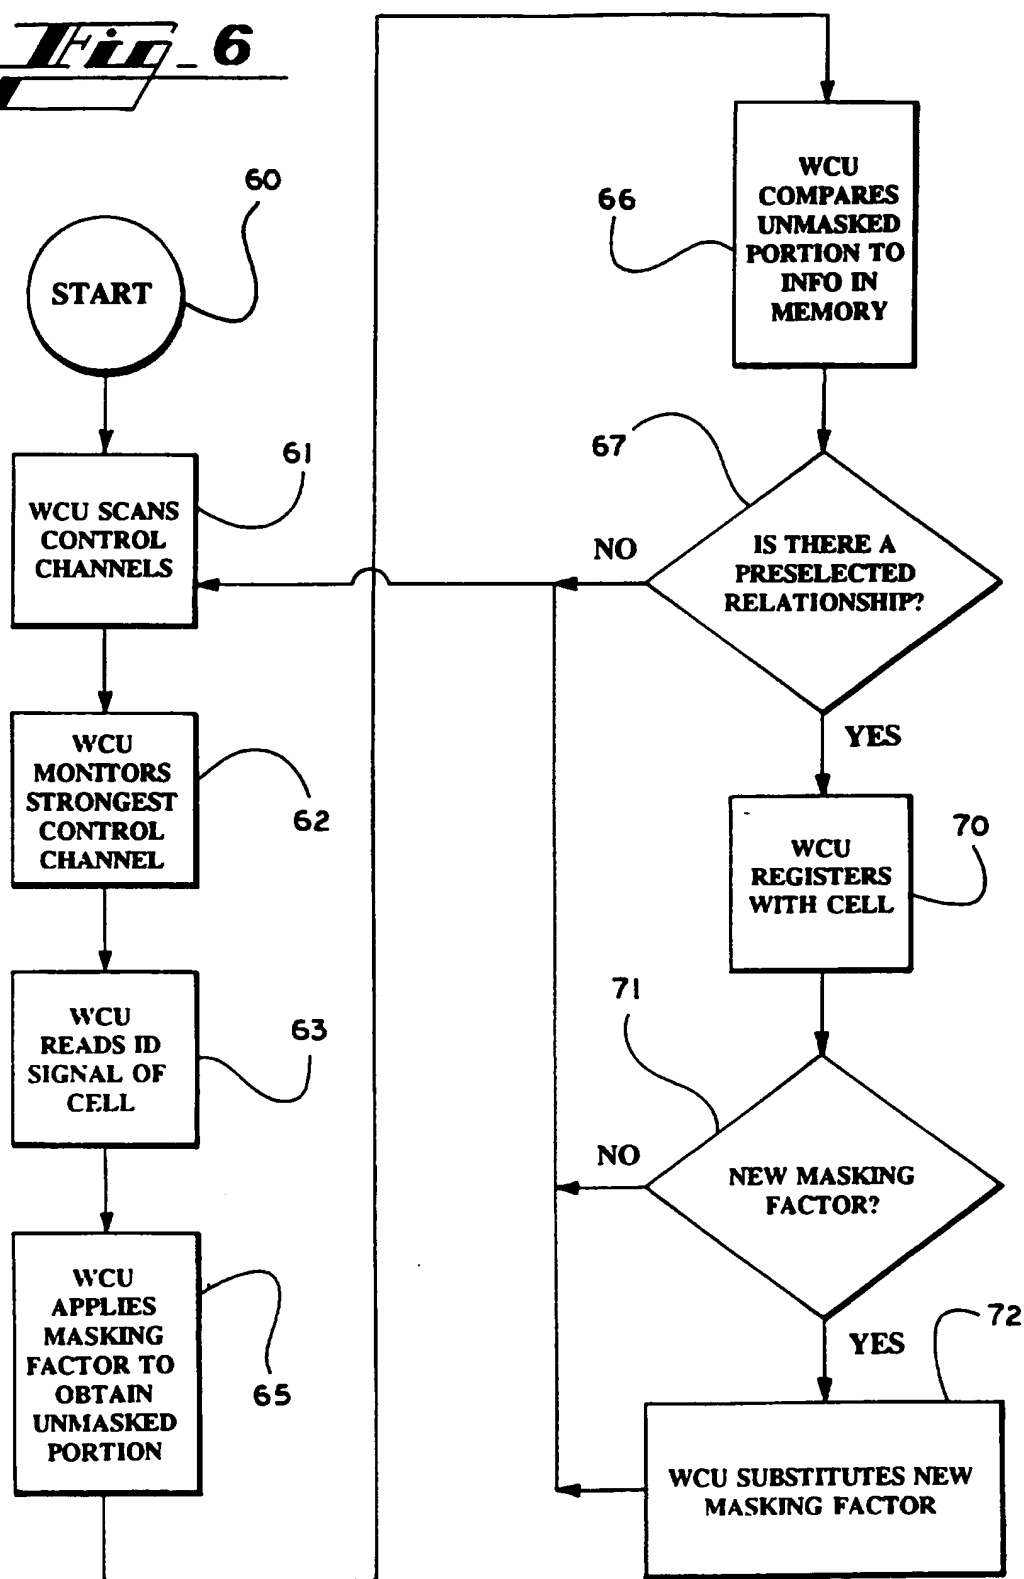 Fig_6
60
START
61
WCU SCANS
CONTROL
CHANNELS
WCU
MONITORS
STRONGEST
CONTROL
CHANNEL
62
WCU
READS ID
SIGNAL OF
CELL
63
WCU
APPLIES
MASKING
FACTOR TO
OBTAIN
UNMASKED
PORTION
65
66
WCU
COMPARES
UNMASKED
PORTION TO
INFO IN
MEMORY
67
IS THERE A
PRESELECTED
RELATIONSHIP?
NO
YES
70
WCU
REGISTERS
WITH CELL
71
NEW MASKING
FACTOR?
NO
YES
72
WCU SUBSTITUTES NEW
MASKING FACTOR